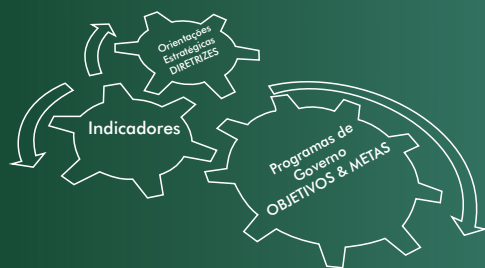 Orientações
Estratégicas
DIRETRIZES
Indicadores
Programas de
Governo
OBJETIVOS & METAS